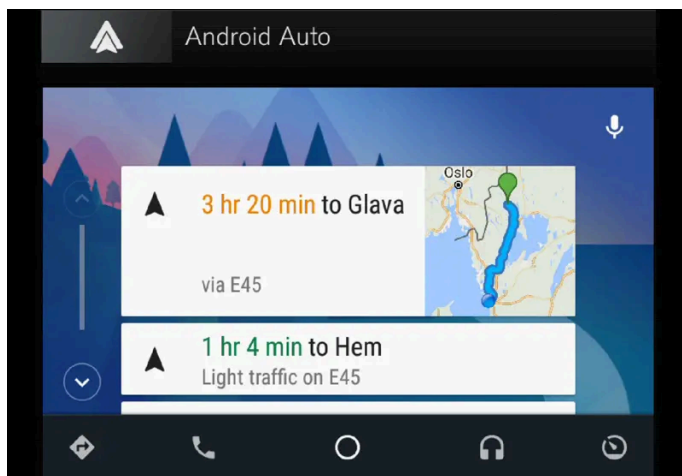 Android Auto
3 hr 20 min to Glava
via E45
Oslo
1 hr 4 min to Hem
Light traffic on E45